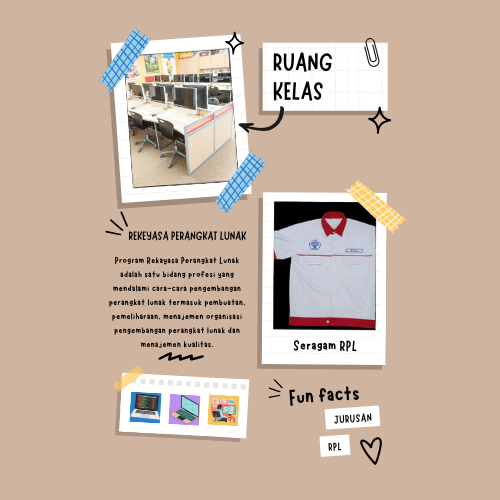 RUANG
KELAS
REKEYASA PERANGKAT LUNAK
Program Rekayasa Perangkat Lunak
adalah satu bidang profesi yang
mendalami cara-cara pengembangan
perangkat lunak termasuk pembuatan,
pemeliharaan, manajemen organisasi
pengembangan perangkat lunak dan
manajemen kualitas.
Seragam RPL
Fun facts
JURUSAN
RPL